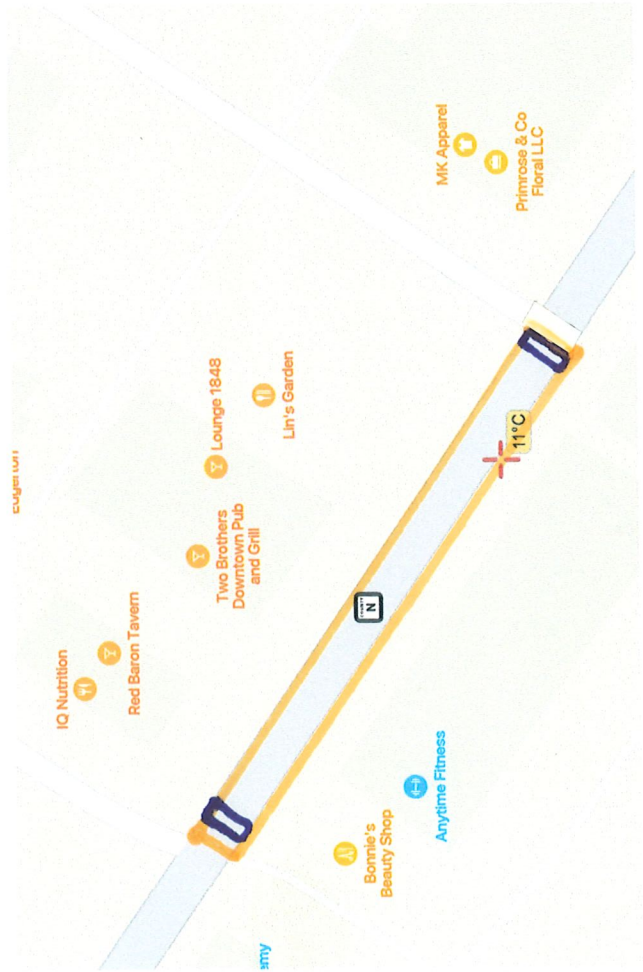 Edgerton
MK Apparel
Primrose & Co
Floral LLC
Lounge 1848
Lin's Garden
Two Brothers
Downtown Pub
and Grill
IQ Nutrition
Red Baron Tavern
N
11°C
Anytime Fitness
Bonnie's
Beauty Shop
emy